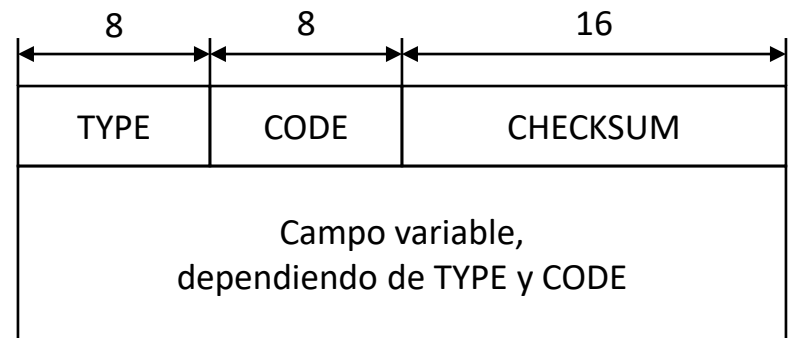 8 8 16
TYPE CODE CHECKSUM
Campo variable,
dependiendo de TYPE y CODE